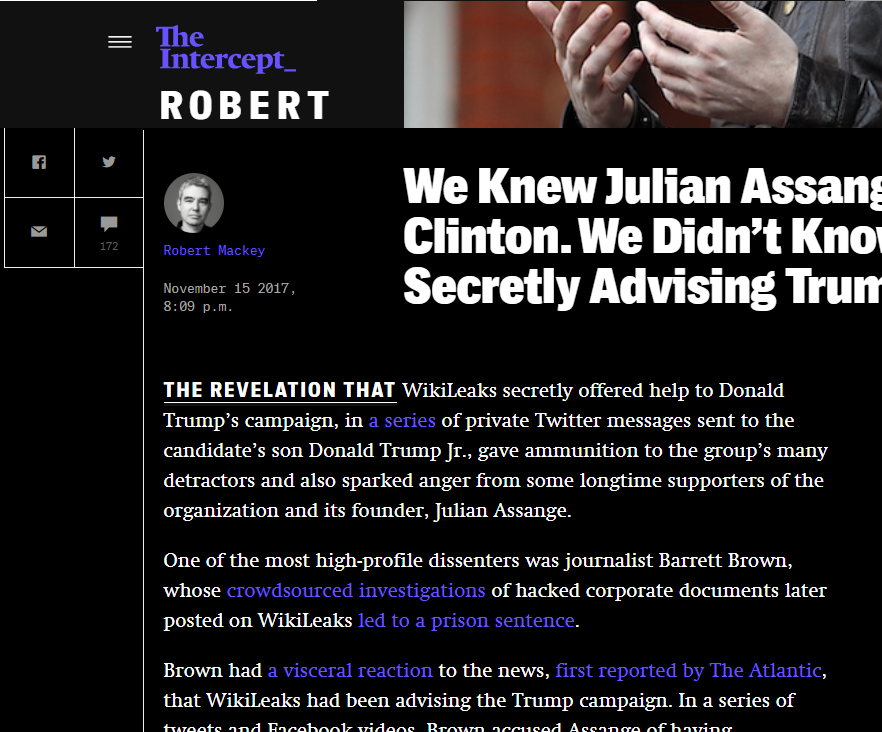 The
Intercept_
ROBERT
172
Robert Mackey
November 15 2017,
8:09 p.m.
We Knew Julian Assang
Clinton. We Didn’t Kno
Secretly Advising Trum
THE REVELATION THAT WikiLeaks secretly offered help to Donald
Trump’s campaign, in a series of private Twitter messages sent to the
candidate’s son Donald Trump Jr., gave ammunition to the group’s many
detractors and also sparked anger from some longtime supporters of the
organization and its founder, Julian Assange.
One of the most high-profile dissenters was journalist Barrett Brown,
whose crowdsourced investigations of hacked corporate documents later
posted on WikiLeaks led to a prison sentence.
Brown had a visceral reaction to the news, first reported by The Atlantic,
that WikiLeaks had been advising the Trump campaign. In a series of
tweets and Facebook videos, Brown accused Assange of having